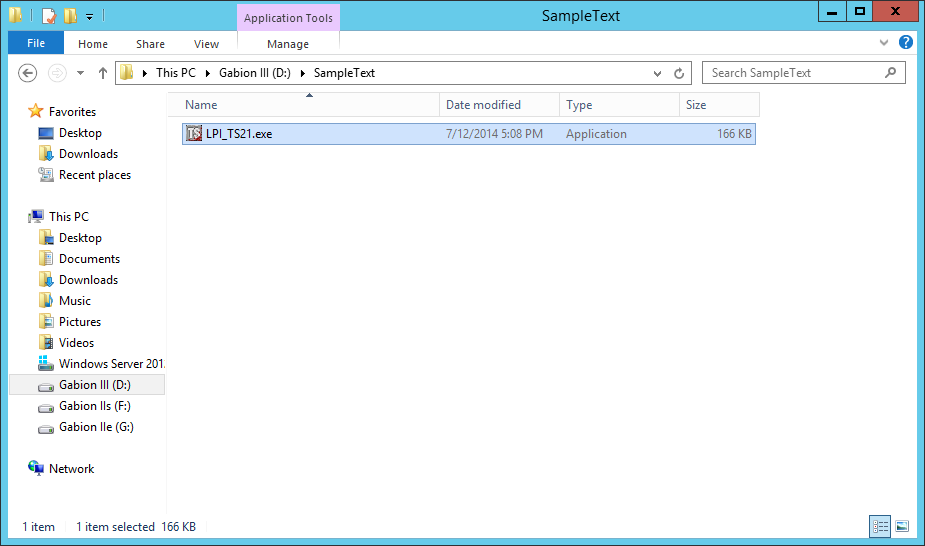 Application Tools
SampleText
File
Home
Share
View
Manage
This PC
Gabion III (D:)
SampleText
Search SampleText
Name
Date modified
Type
Size
LPI_TS21.exe
7/12/2014 5:08 PM
Application
166 KB
Favorites
Desktop
Downloads
Recent places
This PC
Desktop
Documents
Downloads
Music
Pictures
Videos
Windows Server 201
Gabion III (D:)
Gabion IIs (F:)
Gabion IIe (G:)
Network
1 item
1 item selected 166 KB